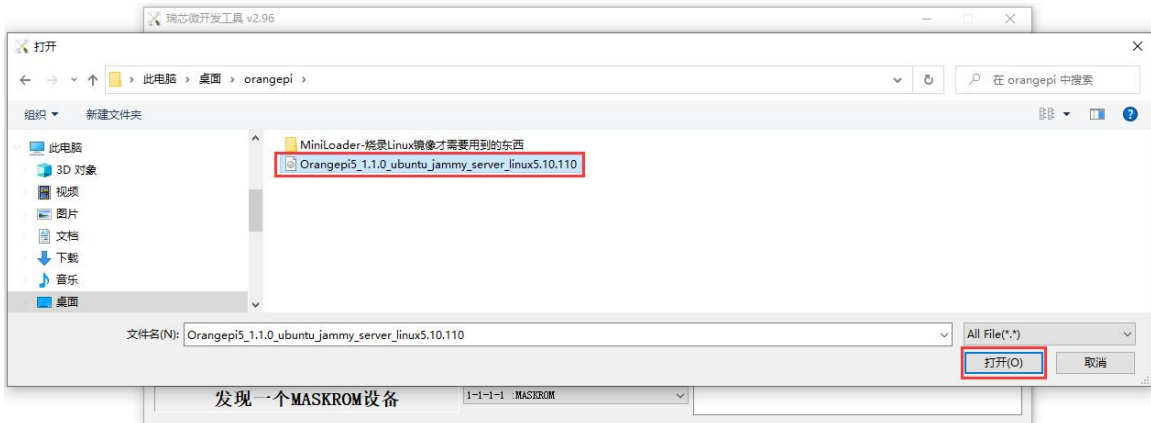 瑞芯微开发工具 v2.96
打开
此电脑 › 桌面 › orangepi ›
在 orangepi 中搜索
组织 新建文件夹
此电脑
3D 对象
视频
图片
文档
下载
音乐
桌面
MiniLoader-烧录Linux镜像才需要用到的东西
Orangepi5_1.1.0_ubuntu_jammy_server_linux5.10.110
文件名(N): Orangepi5_1.1.0_ubuntu_jammy_server_linux5.10.110
All File(*.*)
打开(O) 取消
发现一个MASKROM设备 1-1-1-1 :MASKROM